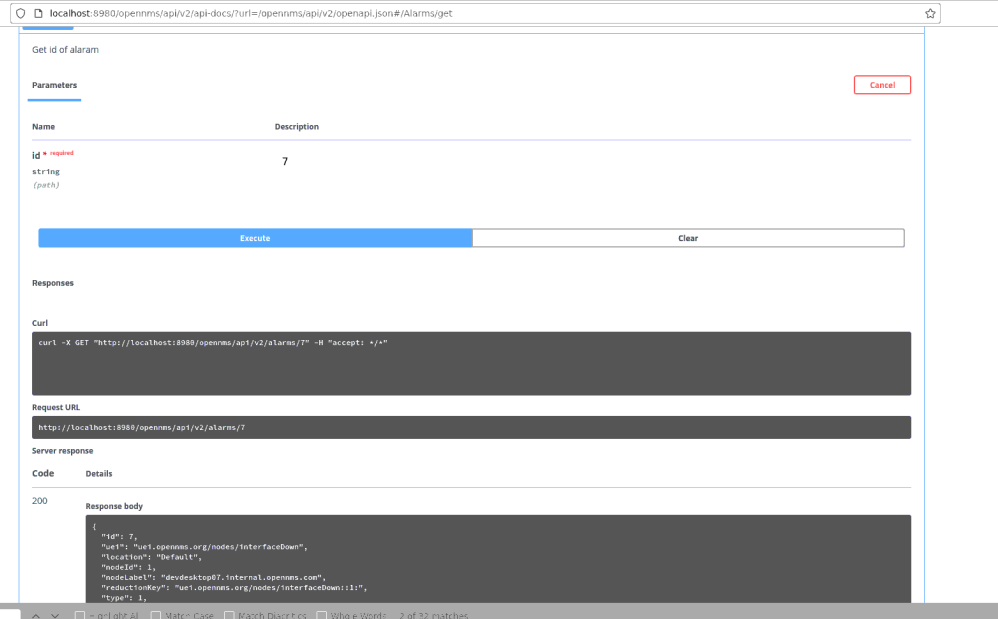 localhost:8980/opennms/api/v2/api-docs/?url=/opennms/api/v2/openapi.json#/Alarms/get
Get id of alaram
Parameters
Cancel
Name Description
id * required
7
string
(path)
Execute Clear
Responses
Curl
curl -X GET "http://localhost:8980/opennms/api/v2/alarms/7" -H "accept: */*"
Request URL
http://localhost:8980/opennms/api/v2/alarms/7
Server response
Code Details
200
Response body
{
"id": 7,
"uei": "uei.opennms.org/nodes/interfaceDown",
"location": "Default",
"nodeId": 1,
"nodeLabel": "devdesktop07.internal.opennms.com",
"reductionKey": "uei.opennms.org/nodes/interfaceDown::1:",
"type": 1,
Highlight All Match Case Match Diacritics Whole Words 2 of 32 matches